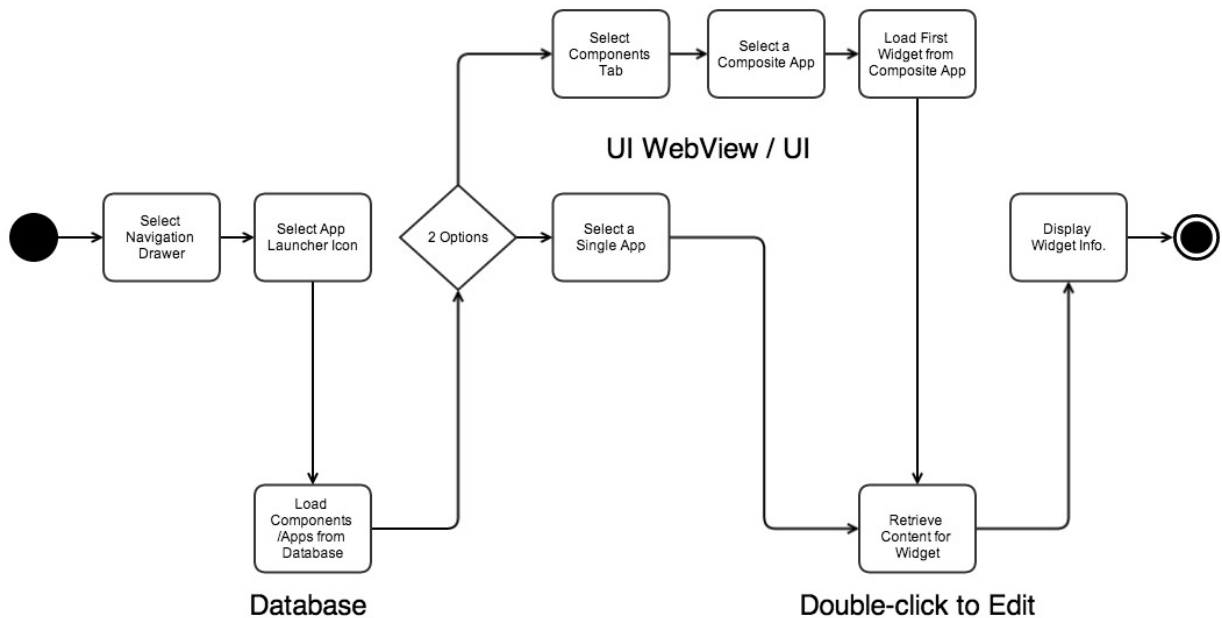 Select
Components
Tab
Select a
Composite App
Load First
Widget from
Composite App
UI WebView / UI
Select
Navigation
Drawer
Select App
Launcher Icon
2 Options
Select a
Single App
Display
Widget Info.
Load
Components
/Apps from
Database
Retrieve
Content for
Widget
Database
Double-click to Edit